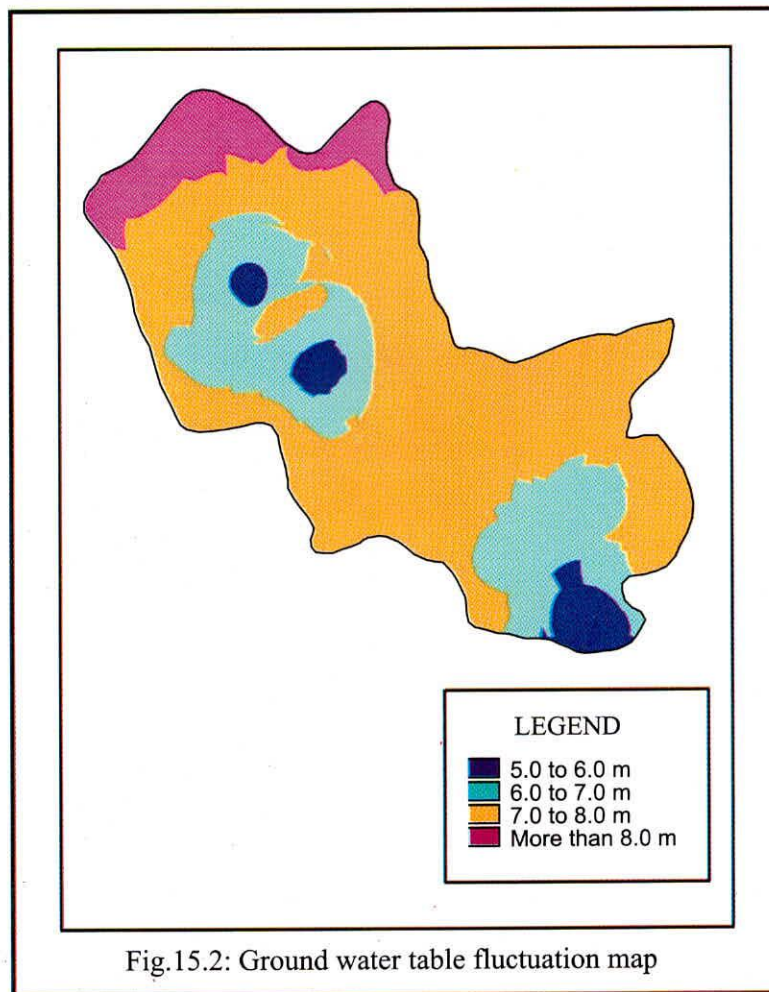 LEGEND
5.0 to 6.0 m
6.0 to 7.0 m
7.0 to 8.0 m
More than 8.0 m
Fig.15.2: Ground water table fluctuation map